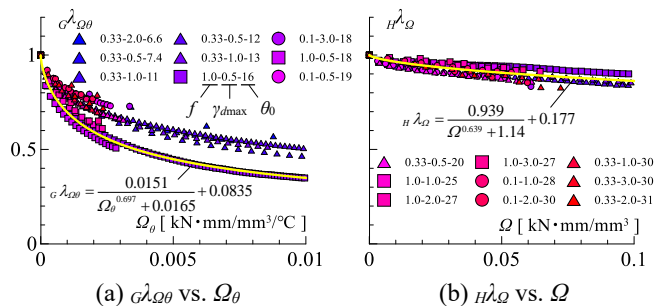 GλΩθ
1
0.5
0
0.33-2.0-6.6
0.33-0.5-7.4
0.33-1.0-11
0.33-0.5-12
0.33-1.0-13
1.0-0.5-16
0.1-3.0-18
1.0-0.5-18
0.1-0.5-19
f γdmax θ0
GλΩθ = 0.0151 / (Ωθ^0.697 + 0.0165) + 0.0835
Ωθ [ kN・mm/mm³/℃]
0 0.005 0.01
(a) GλΩθ vs. Ωθ
HλΩ
HλΩ = 0.939 / (Ω^0.639 + 1.14) + 0.177
0.33-0.5-20
1.0-1.0-25
1.0-2.0-27
1.0-3.0-27
0.1-1.0-28
0.1-2.0-30
0.33-1.0-30
0.33-3.0-30
0.33-2.0-31
Ω [ kN・mm/mm³ ]
0 0.05 0.1
(b) HλΩ vs. Ω